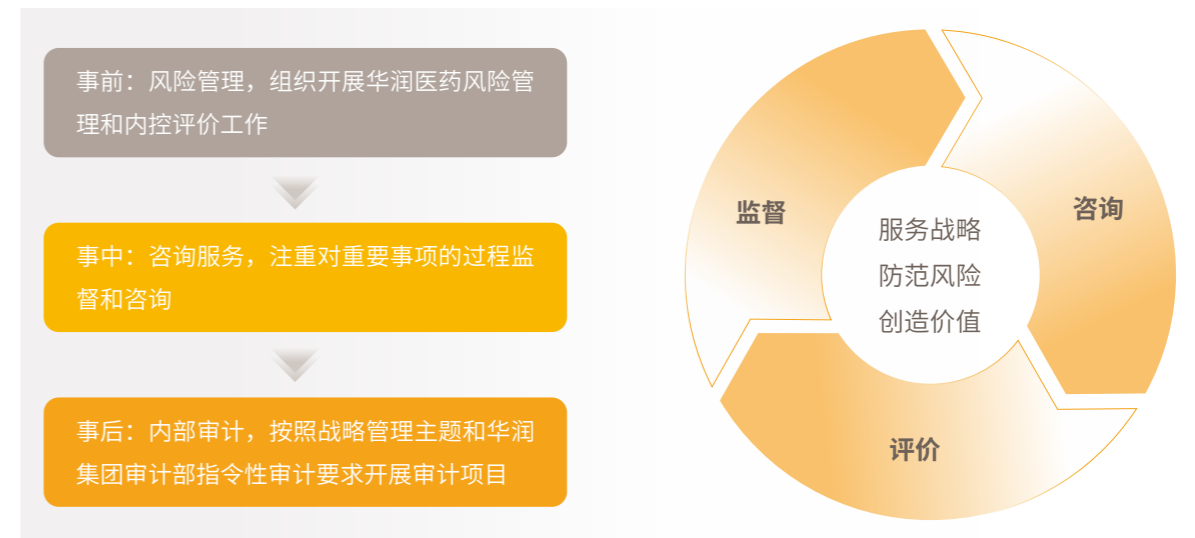 事前：风险管理，组织开展华润医药风险管
理和内控评价工作
事中：咨询服务，注重对重要事项的过程监
督和咨询
事后：内部审计，按照战略管理主题和华润
集团审计部指令性审计要求开展审计项目
监督
咨询
服务战略
防范风险
创造价值
评价